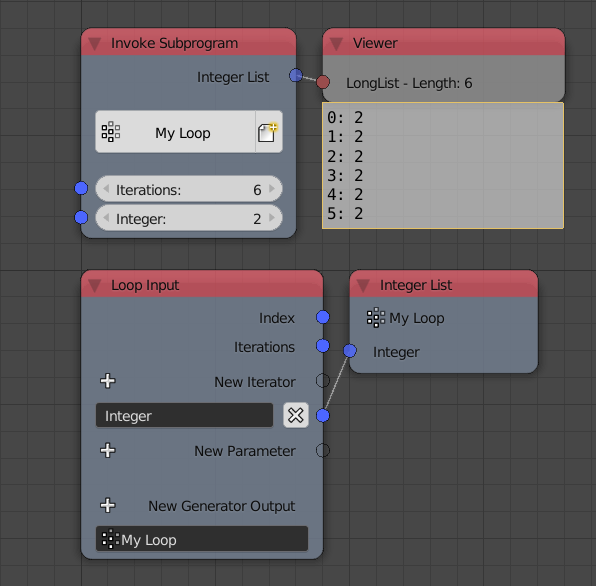 Invoke Subprogram
Integer List
My Loop
Iterations: 6
Integer: 2
Viewer
LongList - Length: 6
0: 2
1: 2
2: 2
3: 2
4: 2
5: 2
Loop Input
Index
Iterations
New Iterator
Integer
New Parameter
New Generator Output
My Loop
Integer List
My Loop
Integer